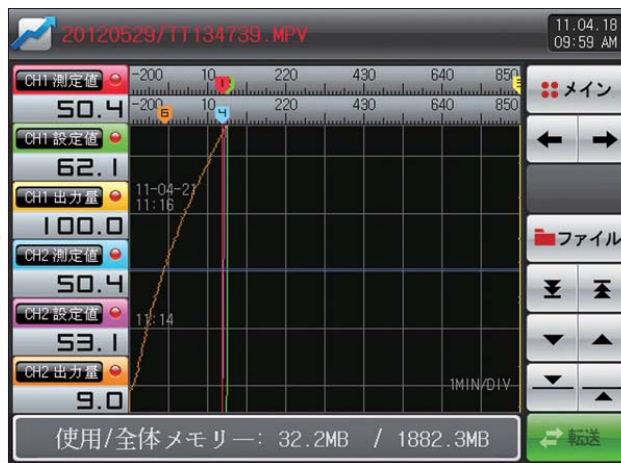 20120529/TT134739.MPV
11.04.18
09:59 AM
CH1 測定値
50.4
CH1 設定値
62.1
CH1 出力量
100.0
CH2 測定値
50.4
CH2 設定値
53.1
CH2 出力量
9.0
-200 10 220 430 640 850
1
-200 10 220 430 640 850
6 4
11-04-21
11:16
11:14
1MIN/DIV
メイン
ファイル
転送
使用/全体メモリー: 32.2MB / 1882.3MB